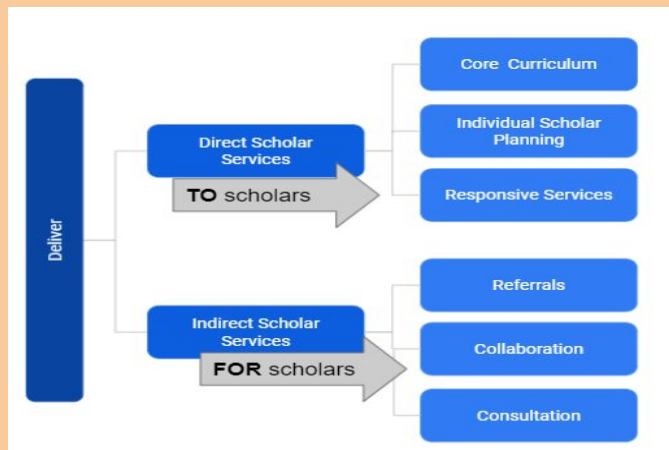 Deliver
Direct Scholar
Services
TO scholars
Core Curriculum
Individual Scholar
Planning
Responsive Services
Indirect Scholar
Services
FOR scholars
Referrals
Collaboration
Consultation